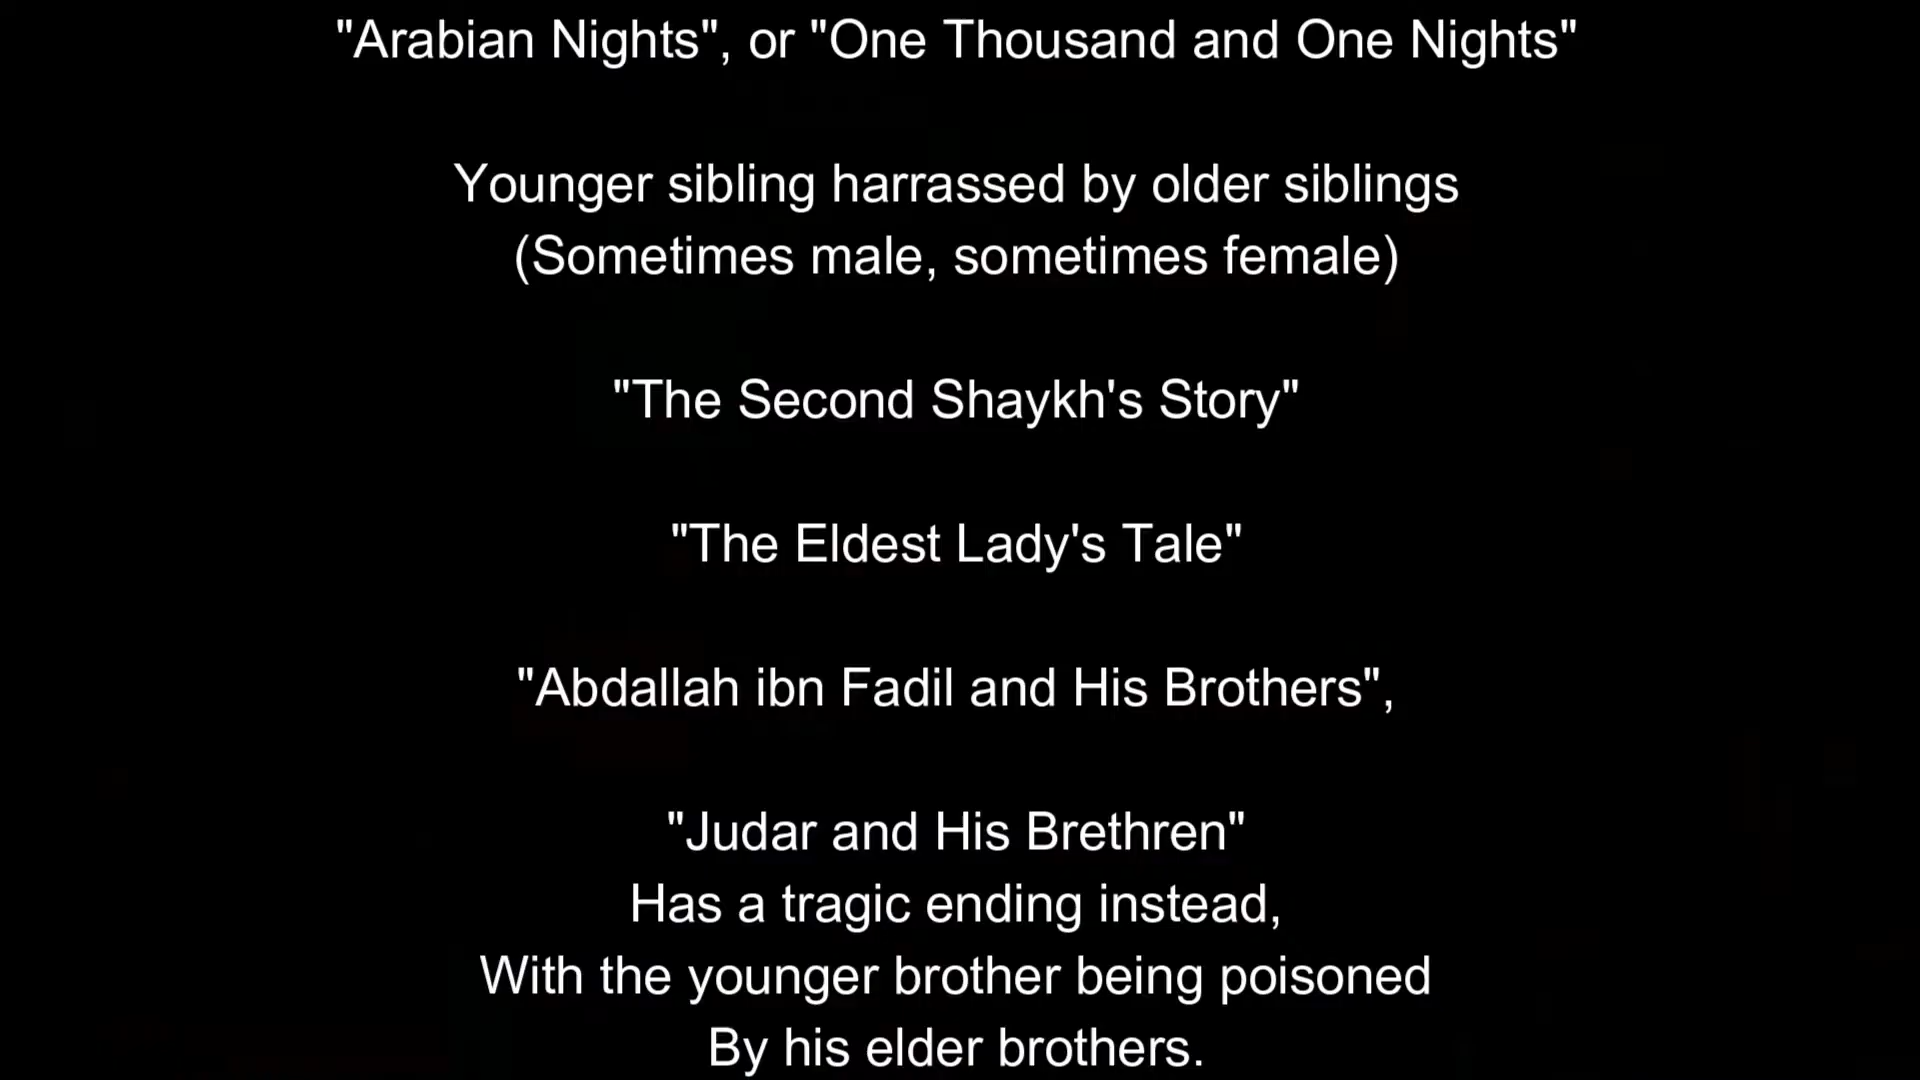 "Arabian Nights", or "One Thousand and One Nights"
Younger sibling harrassed by older siblings
(Sometimes male, sometimes female)
"The Second Shaykh's Story"
"The Eldest Lady's Tale"
"Abdallah ibn Fadil and His Brothers",
"Judar and His Brethren"
Has a tragic ending instead,
With the younger brother being poisoned
By his elder brothers.